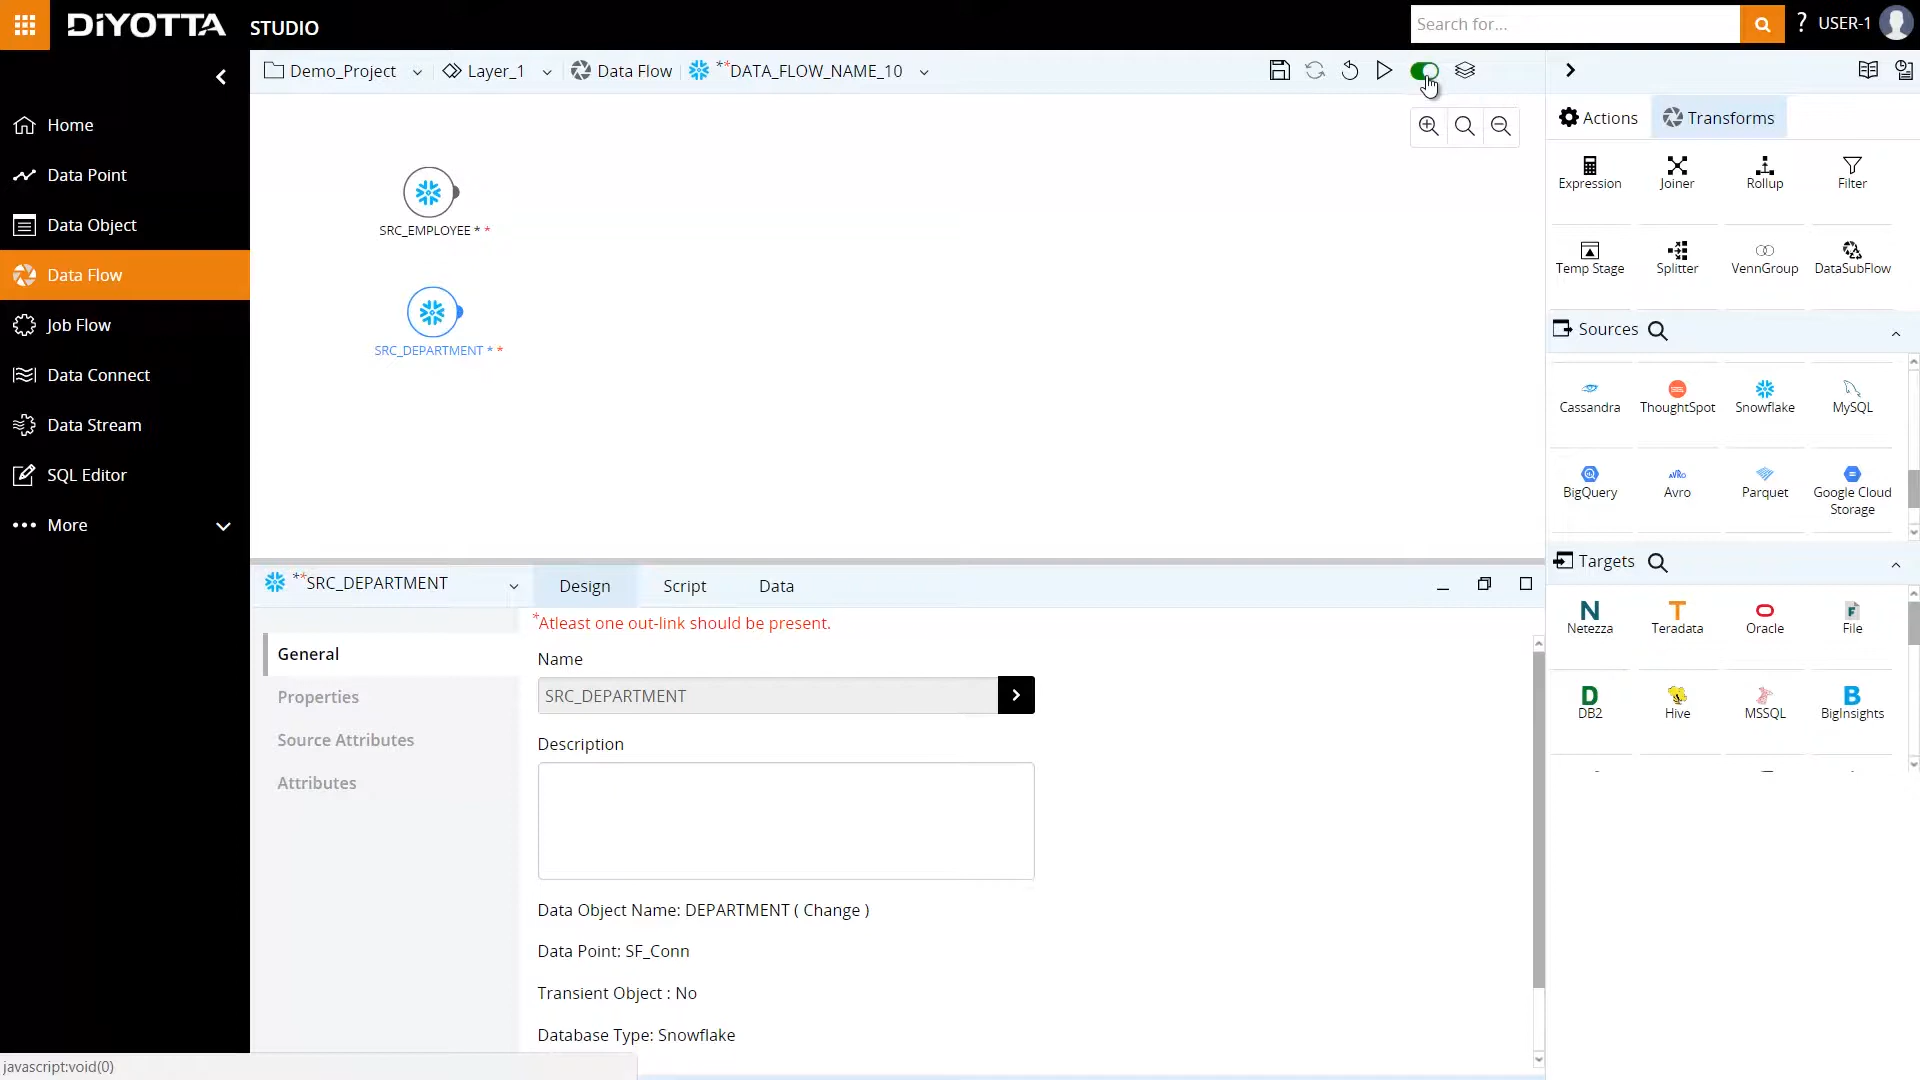 DiYOTTA STUDIO
Search for...
? USER-1
Home
Data Point
Data Object
Data Flow
Job Flow
Data Connect
Data Stream
SQL Editor
More
Demo_Project
Layer_1
Data Flow
**DATA_FLOW_NAME_10
SRC_EMPLOYEE * *
SRC_DEPARTMENT * *
Actions
Transforms
Expression
Joiner
Rollup
Filter
Temp Stage
Splitter
VennGroup
DataSubFlow
Sources
Cassandra
ThoughtSpot
Snowflake
MySQL
BigQuery
Avro
Parquet
Google Cloud
Storage
Targets
Netezza
Teradata
Oracle
File
DB2
Hive
MSSQL
BigInsights
**SRC_DEPARTMENT
Design
Script
Data
General
Properties
Source Attributes
Attributes
*Atleast one out-link should be present.
Name
SRC_DEPARTMENT
Description
Data Object Name: DEPARTMENT ( Change )
Data Point: SF_Conn
Transient Object : No
Database Type: Snowflake
javascript:void(0)